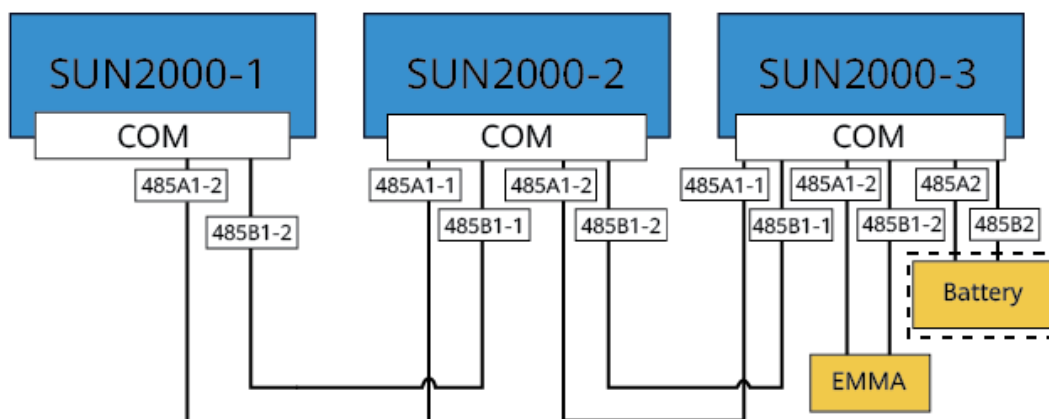 SUN2000-1
SUN2000-2
SUN2000-3
COM
COM
COM
485A1-2
485B1-2
485A1-1
485B1-1
485A1-2
485B1-2
485A1-1
485B1-1
485A1-2
485B1-2
485A2
485B2
Battery
EMMA